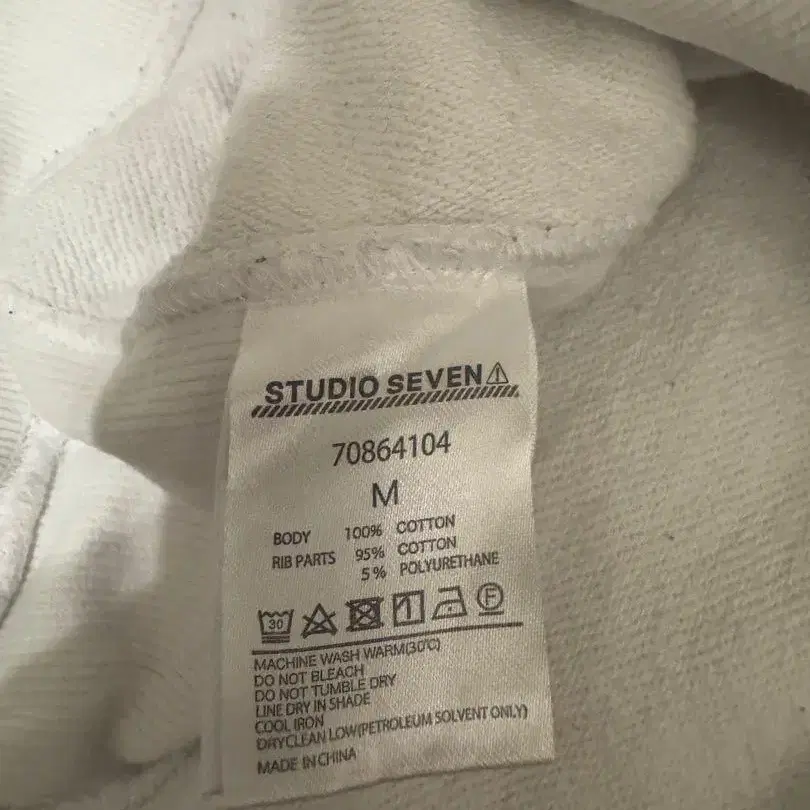 STUDIO SEVEN
70864104
M
BODY 100% COTTON
RIB PARTS 95% COTTON
5% POLYURETHANE
30 F
MACHINE WASH WARM(30℃)
DO NOT BLEACH
DO NOT TUMBLE DRY
LINE DRY IN SHADE
COOL IRON
DRYCLEAN LOW(PETROLEUM SOLVENT ONLY)
MADE IN CHINA